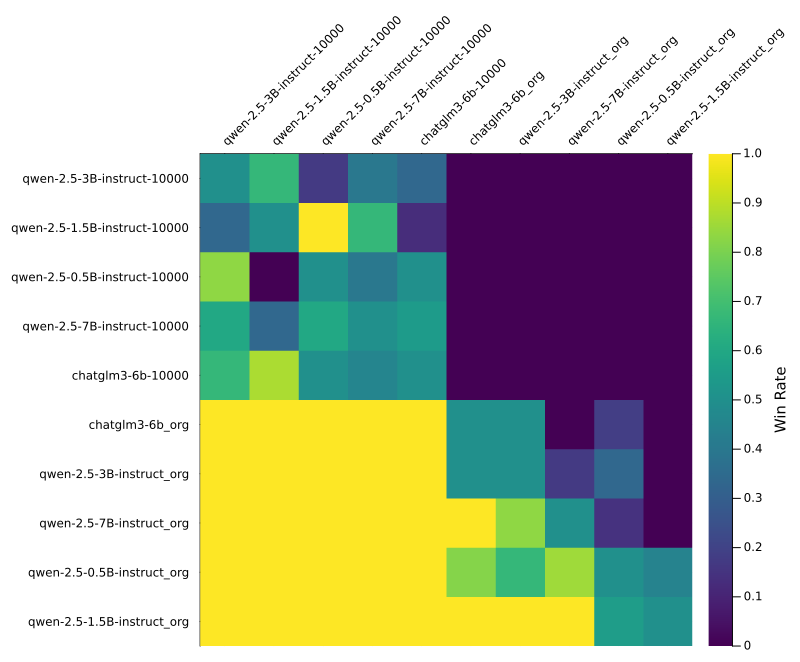 qwen-2.5-3B-instruct-10000
qwen-2.5-1.5B-instruct-10000
qwen-2.5-0.5B-instruct-10000
qwen-2.5-7B-instruct-10000
chatglm3-6b-10000
chatglm3-6b_org
qwen-2.5-3B-instruct_org
qwen-2.5-7B-instruct_org
qwen-2.5-0.5B-instruct_org
qwen-2.5-1.5B-instruct_org
qwen-2.5-3B-instruct-10000
qwen-2.5-1.5B-instruct-10000
qwen-2.5-0.5B-instruct-10000
qwen-2.5-7B-instruct-10000
chatglm3-6b-10000
chatglm3-6b_org
qwen-2.5-3B-instruct_org
qwen-2.5-7B-instruct_org
qwen-2.5-0.5B-instruct_org
qwen-2.5-1.5B-instruct_org
1.0
0.9
0.8
0.7
0.6
0.5
0.4
0.3
0.2
0.1
0
Win Rate